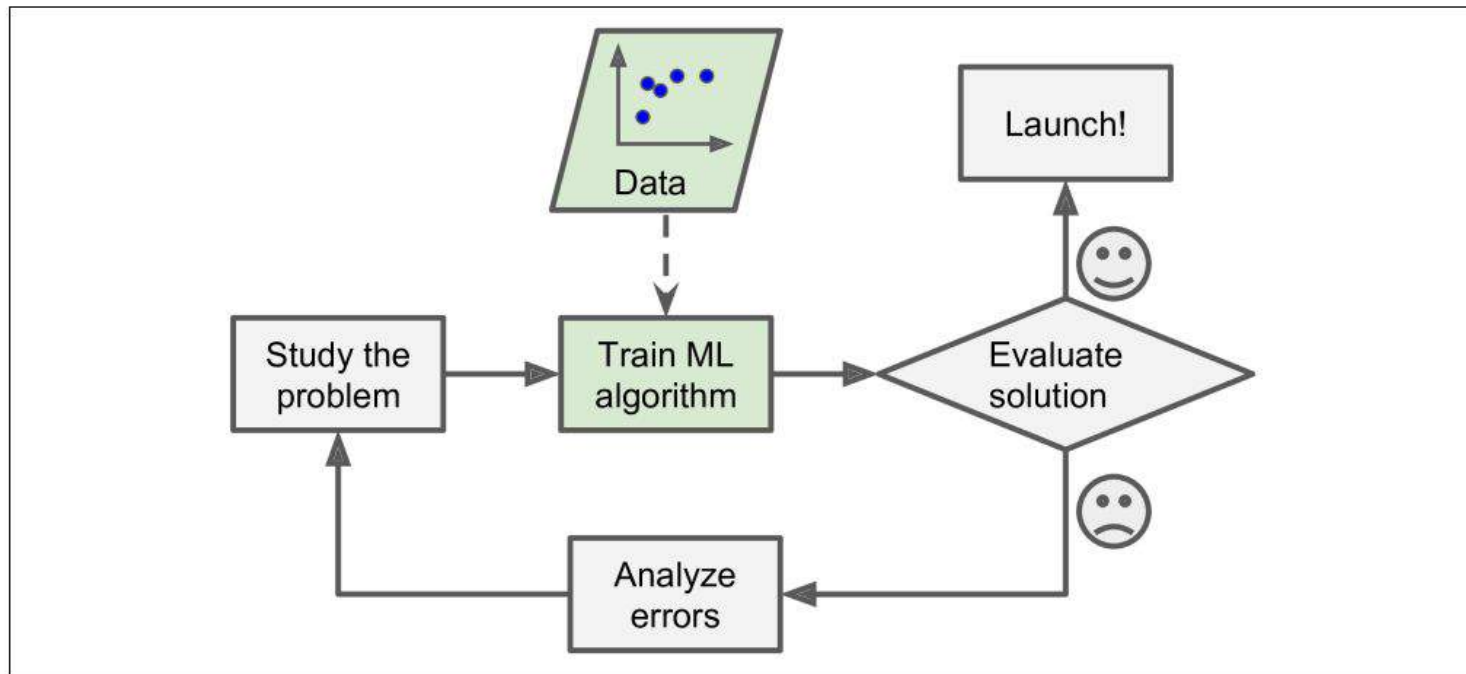 Data
Launch!
Study the
problem
Train ML
algorithm
Evaluate
solution
Analyze
errors